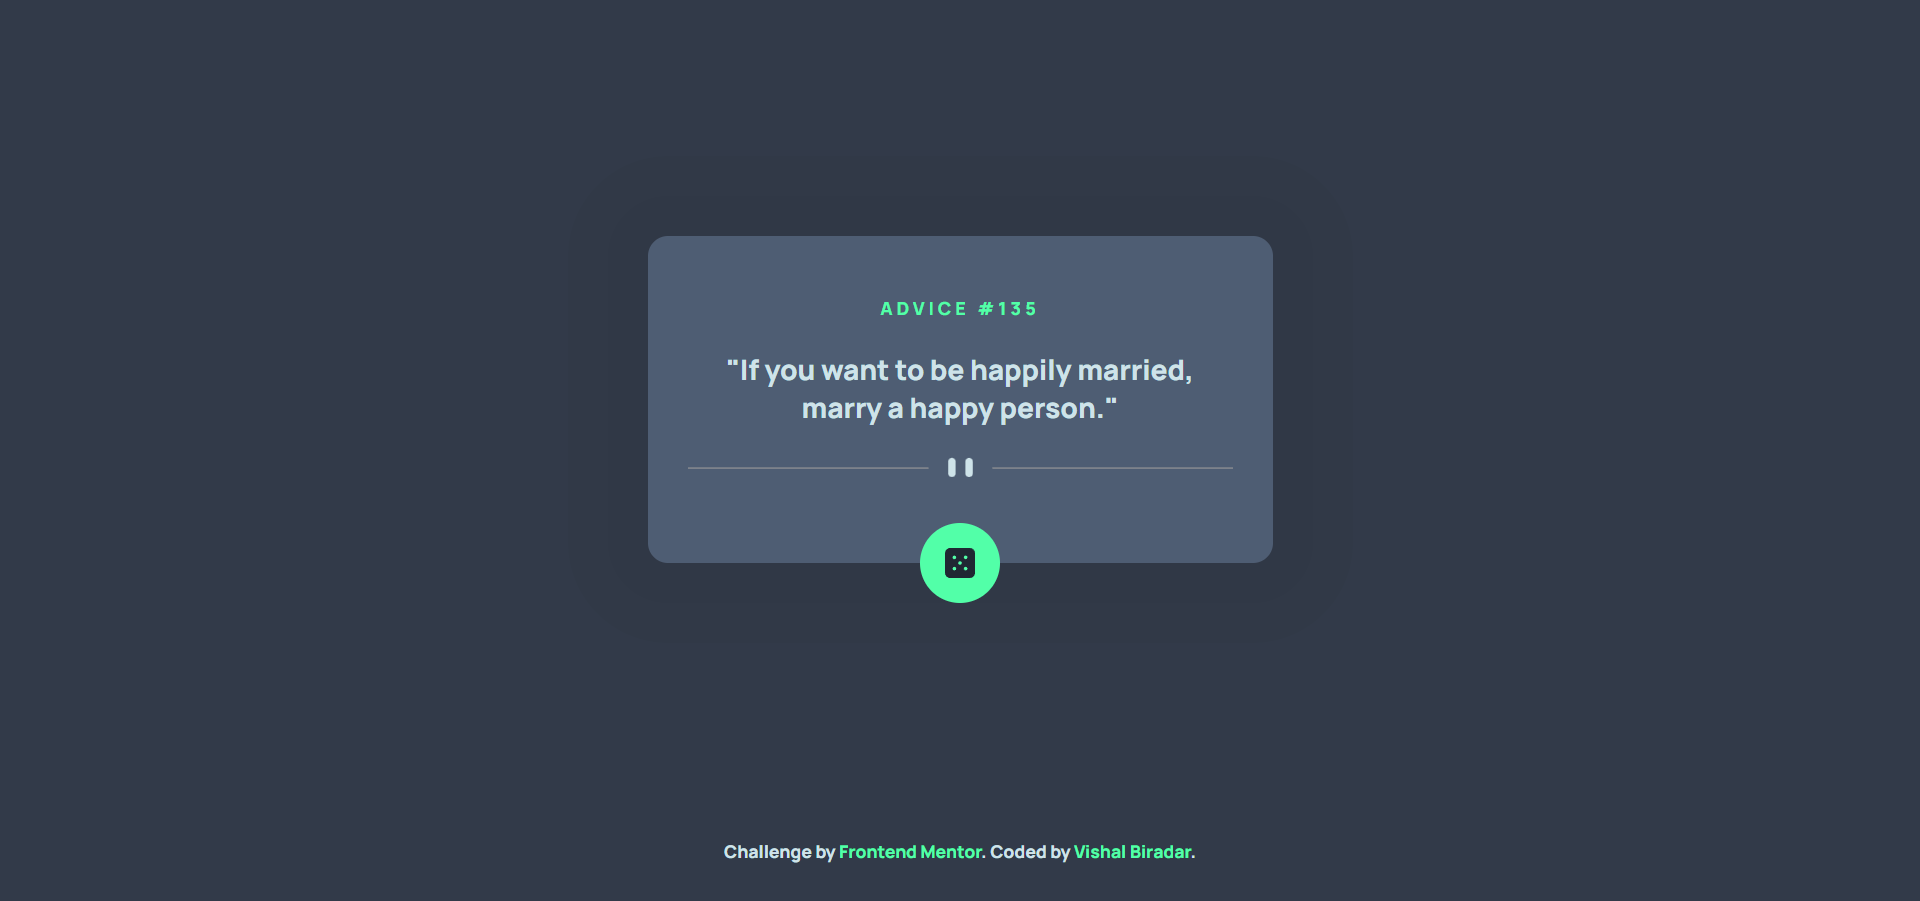 ADVICE #135
"If you want to be happily married,
marry a happy person."
Challenge by Frontend Mentor. Coded by Vishal Biradar.